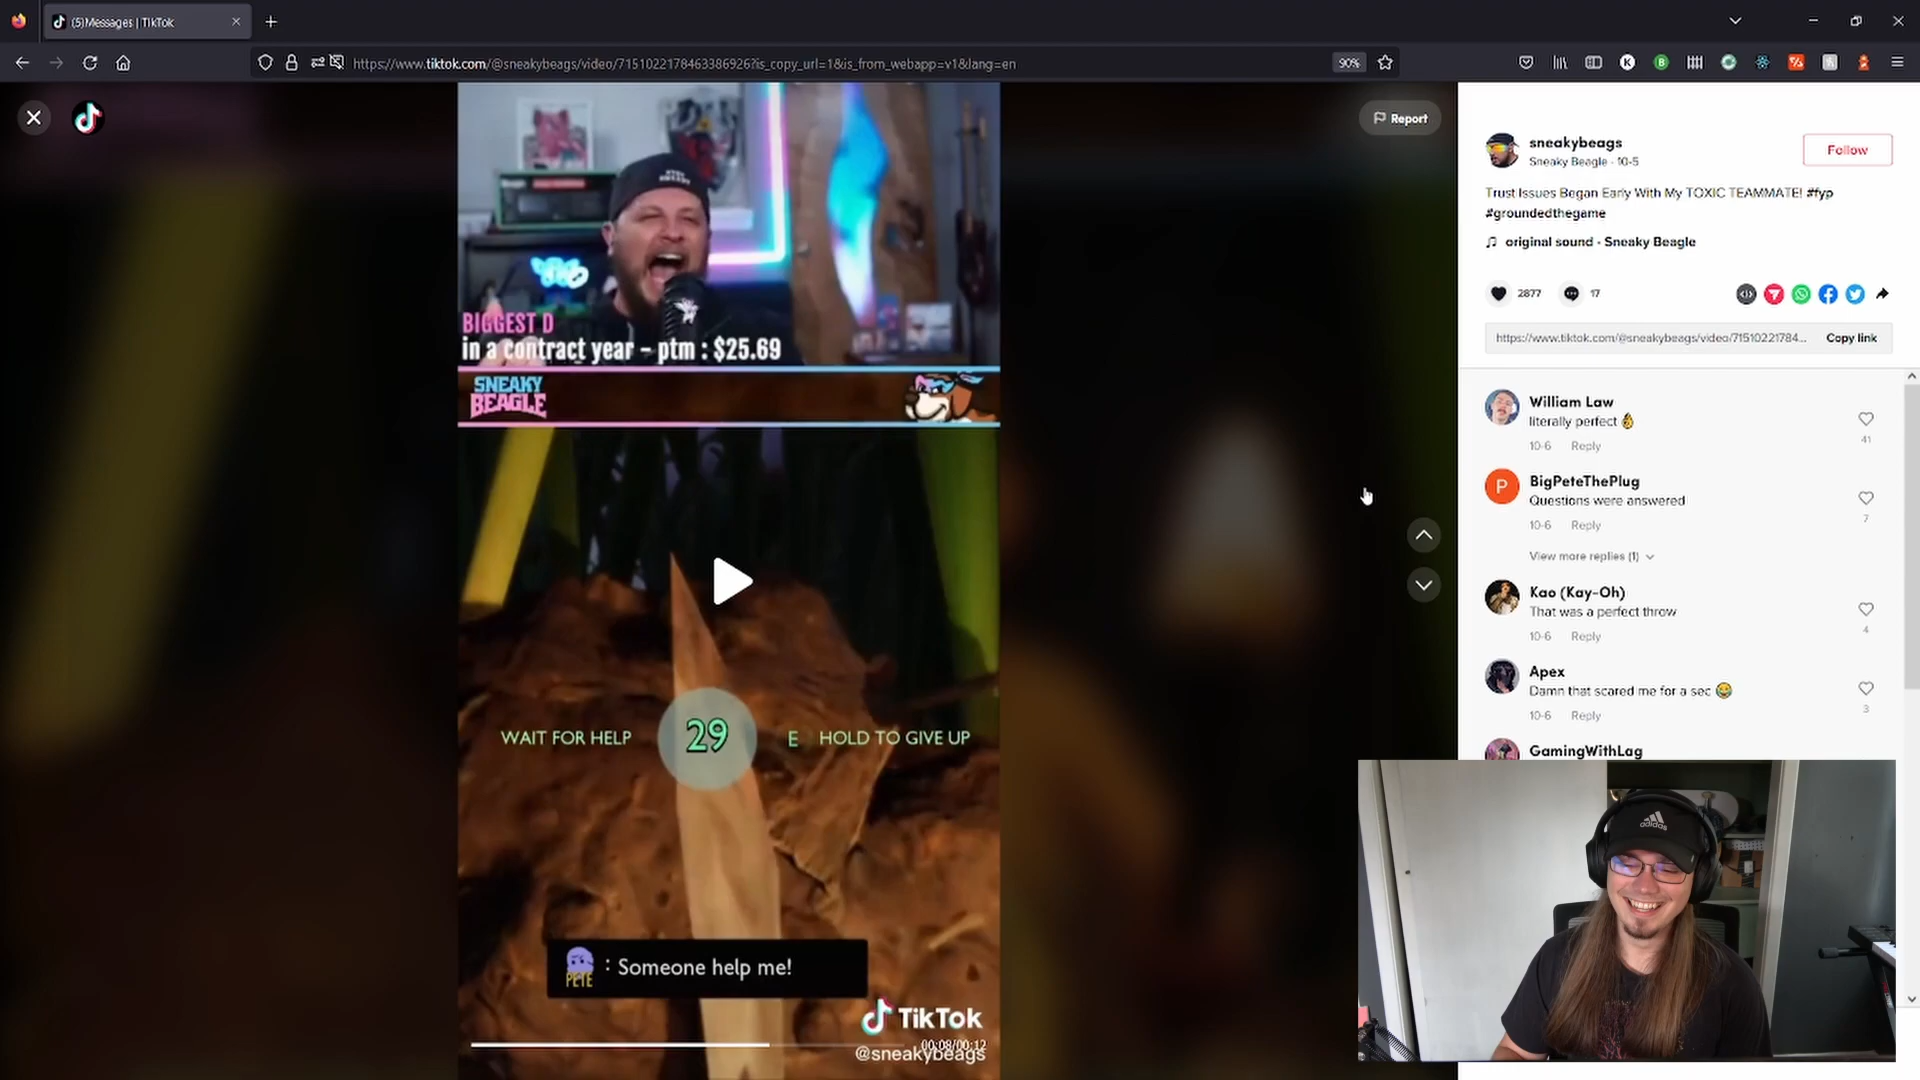 (5)Messages | TikTok
https://www.tiktok.com/@sneakybeags/video/7151022178463386926?is_copy_url=1&is_from_webapp=v1&lang=en
90%
Report
BIGGEST D
in a contract year - ptm : $25.69
SNEAKY
BEAGLE
WAIT FOR HELP
29
E HOLD TO GIVE UP
PETE : Someone help me!
TikTok
00:08/00:12
@sneakybeags
sneakybeags
Sneaky Beagle · 10-5
Follow
Trust Issues Began Early With My TOXIC TEAMMATE! #fyp
#groundedthegame
original sound - Sneaky Beagle
2877
17
https://www.tiktok.com/@sneakybeags/video/71510221784...
Copy link
William Law
literally perfect 👌
10-6 Reply
41
P
BigPeteThePlug
Questions were answered
10-6 Reply
7
View more replies (1)
Kao (Kay-Oh)
That was a perfect throw
10-6 Reply
4
Apex
Damn that scared me for a sec 😂
10-6 Reply
3
GamingWithLag
adidas